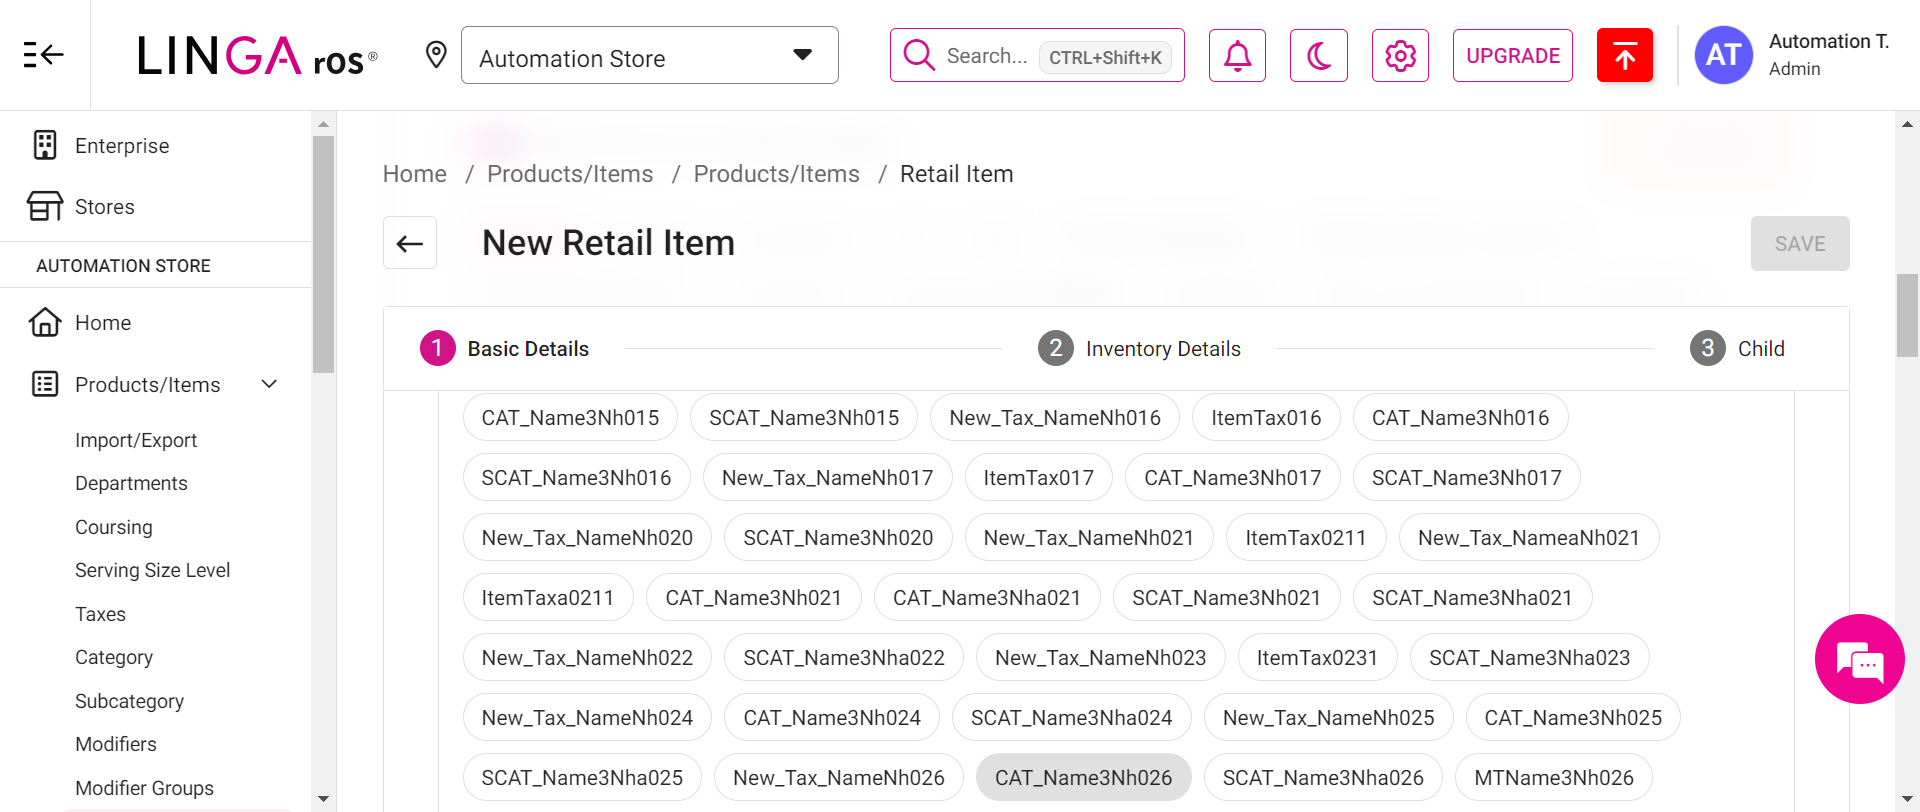 LINGA ros®
Automation Store
Search... CTRL+Shift+K
UPGRADE
AT
Automation T.
Admin
Enterprise
Stores
AUTOMATION STORE
Home
Products/Items
Import/Export
Departments
Coursing
Serving Size Level
Taxes
Category
Subcategory
Modifiers
Modifier Groups
Home / Products/Items / Products/Items / Retail Item
New Retail Item
SAVE
1 Basic Details
2 Inventory Details
3 Child
CAT_Name3Nh015 SCAT_Name3Nh015 New_Tax_NameNh016 ItemTax016 CAT_Name3Nh016
SCAT_Name3Nh016 New_Tax_NameNh017 ItemTax017 CAT_Name3Nh017 SCAT_Name3Nh017
New_Tax_NameNh020 SCAT_Name3Nh020 New_Tax_NameNh021 ItemTax0211 New_Tax_NameaNh021
ItemTaxa0211 CAT_Name3Nh021 CAT_Name3Nha021 SCAT_Name3Nh021 SCAT_Name3Nha021
New_Tax_NameNh022 SCAT_Name3Nha022 New_Tax_NameNh023 ItemTax0231 SCAT_Name3Nha023
New_Tax_NameNh024 CAT_Name3Nh024 SCAT_Name3Nha024 New_Tax_NameNh025 CAT_Name3Nh025
SCAT_Name3Nha025 New_Tax_NameNh026 CAT_Name3Nh026 SCAT_Name3Nha026 MTName3Nh026